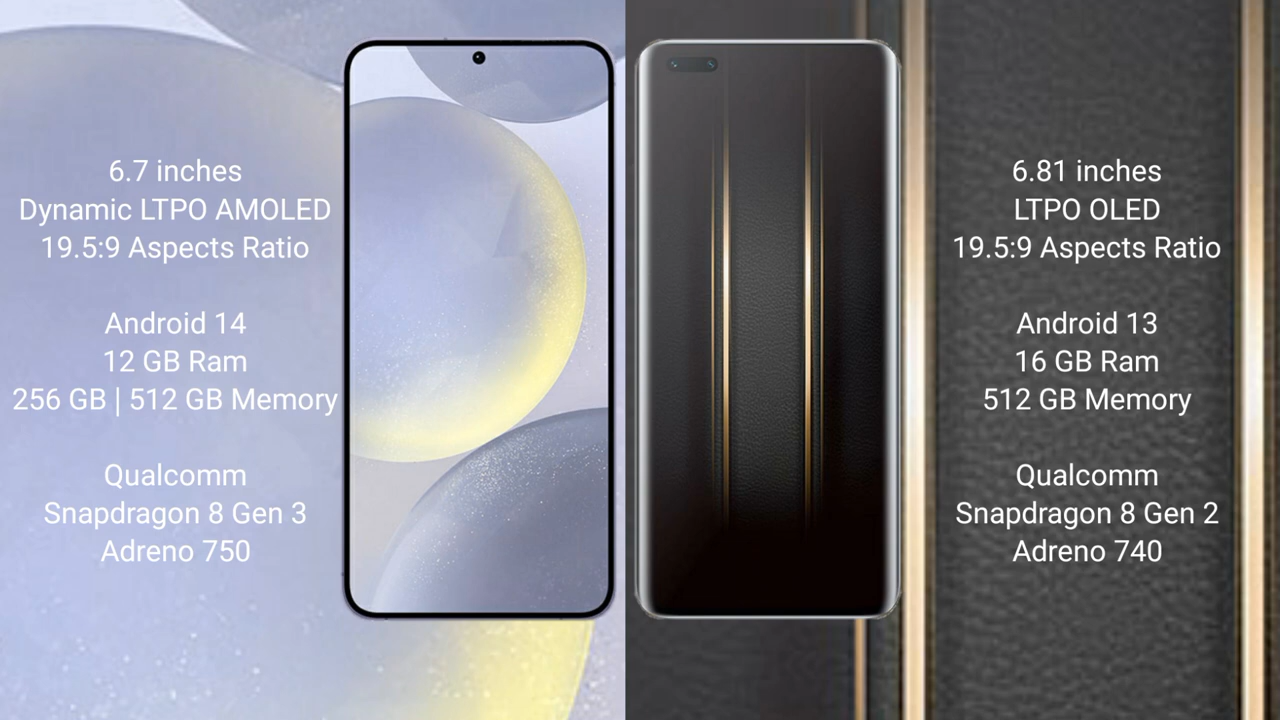 6.7 inches
Dynamic LTPO AMOLED
19.5:9 Aspects Ratio
Android 14
12 GB Ram
256 GB | 512 GB Memory
Qualcomm
Snapdragon 8 Gen 3
Adreno 750
6.81 inches
LTPO OLED
19.5:9 Aspects Ratio
Android 13
16 GB Ram
512 GB Memory
Qualcomm
Snapdragon 8 Gen 2
Adreno 740